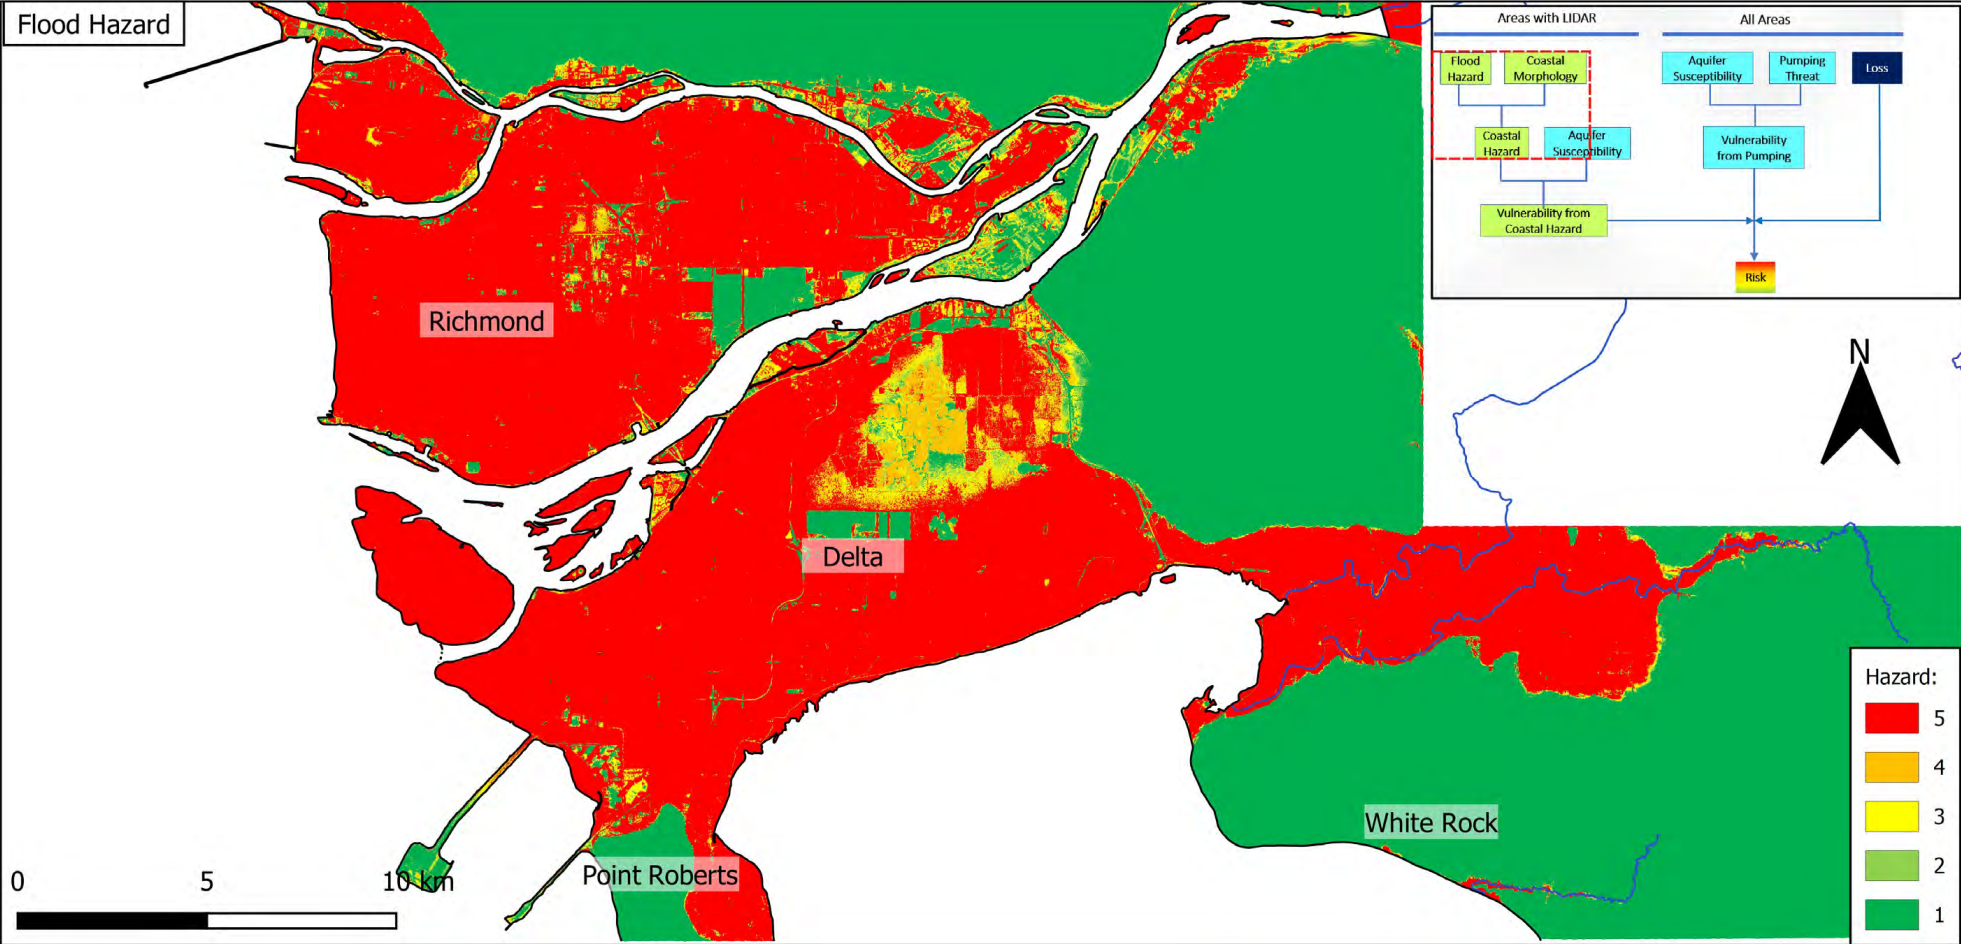 Flood Hazard
Areas with LIDAR
All Areas
Flood
Hazard
Coastal
Morphology
Aquifer
Susceptibility
Pumping
Threat
Loss
Coastal
Hazard
Aquifer
Susceptibility
Vulnerability
from Pumping
Vulnerability from
Coastal Hazard
Risk
Richmond
N
Delta
White Rock
Point Roberts
0
5
10 km
Hazard:
5
4
3
2
1